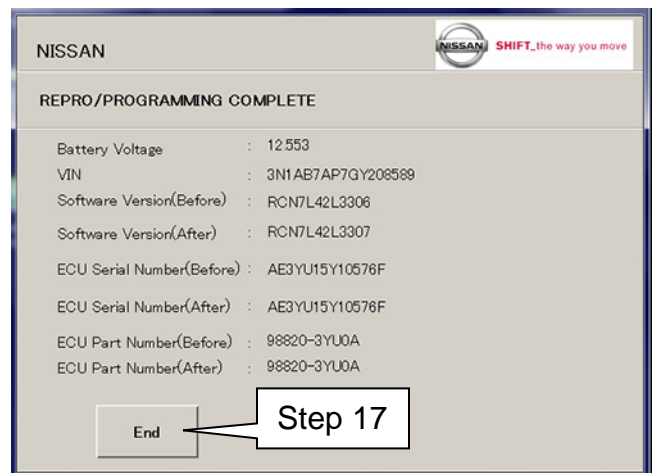 NISSAN
NISSAN SHIFT_the way you move
REPRO/PROGRAMMING COMPLETE
Battery Voltage : 12.553
VIN : 3N1AB7AP7GY208589
Software Version(Before) : RCN7L42L3306
Software Version(After) : RCN7L42L3307
ECU Serial Number(Before) : AE3YU15Y10576F
ECU Serial Number(After) : AE3YU15Y10576F
ECU Part Number(Before) : 98820-3YU0A
ECU Part Number(After) : 98820-3YU0A
End
Step 17